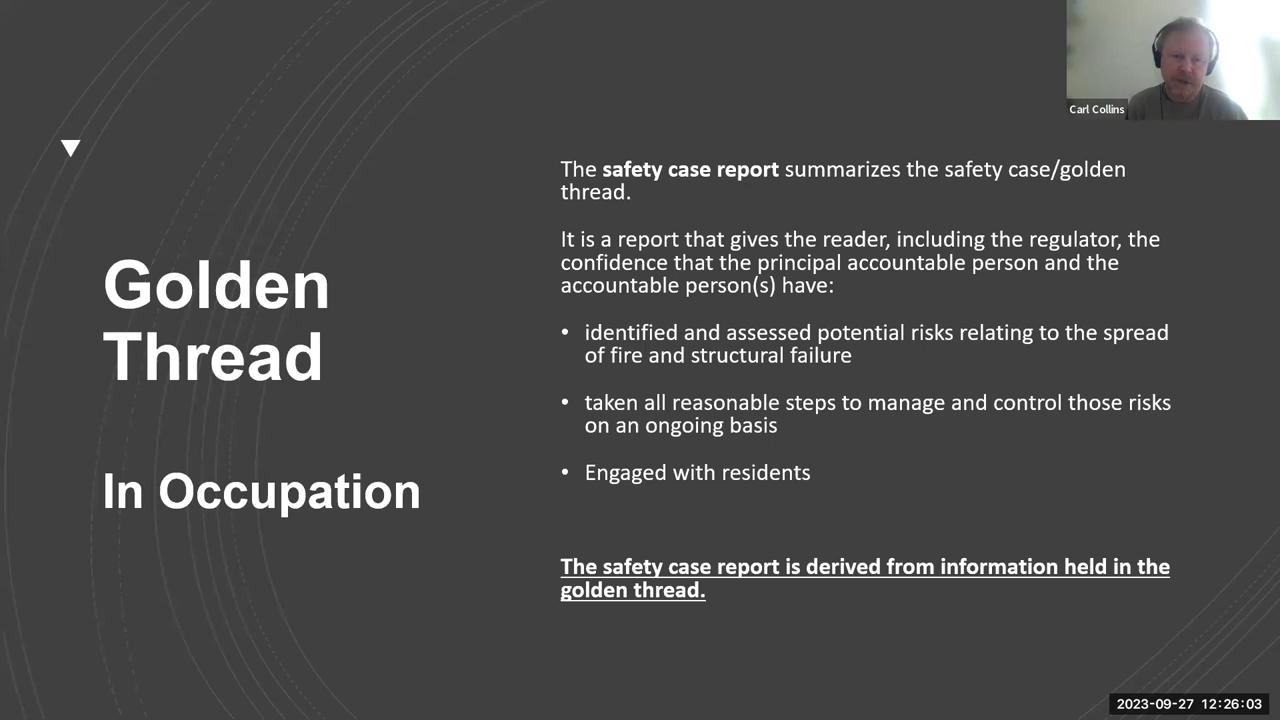 Carl Collins
Golden
Thread
In Occupation
The safety case report summarizes the safety case/golden
thread.
It is a report that gives the reader, including the regulator, the
confidence that the principal accountable person and the
accountable person(s) have:
• identified and assessed potential risks relating to the spread
of fire and structural failure
• taken all reasonable steps to manage and control those risks
on an ongoing basis
• Engaged with residents
The safety case report is derived from information held in the
golden thread.
2023-09-27 12:26:03